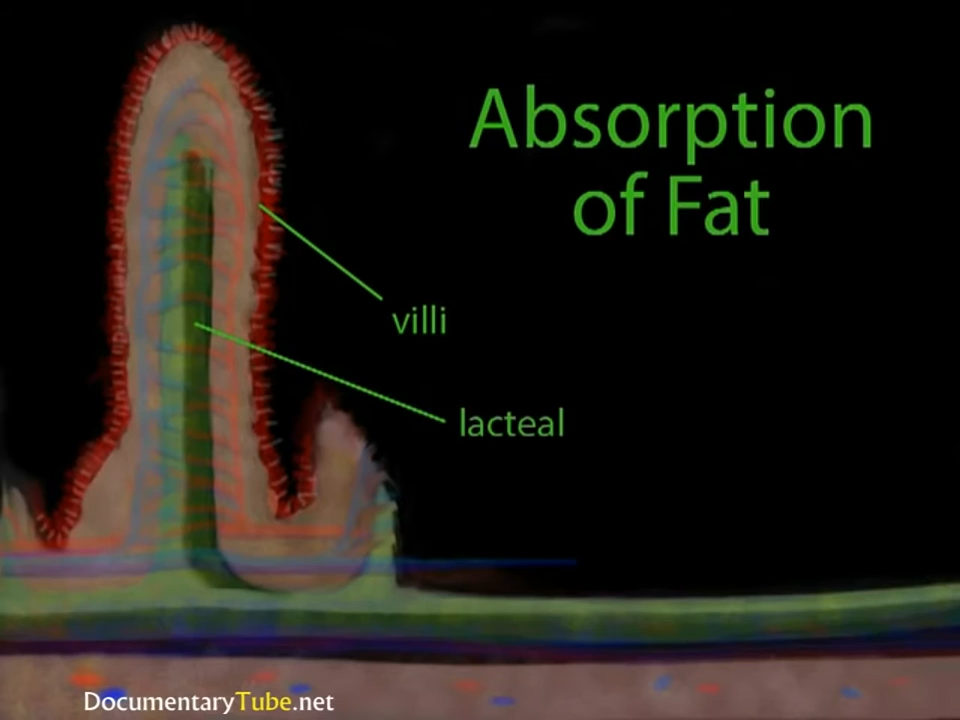 Absorption
of Fat
villi
lacteal
DocumentaryTube.net